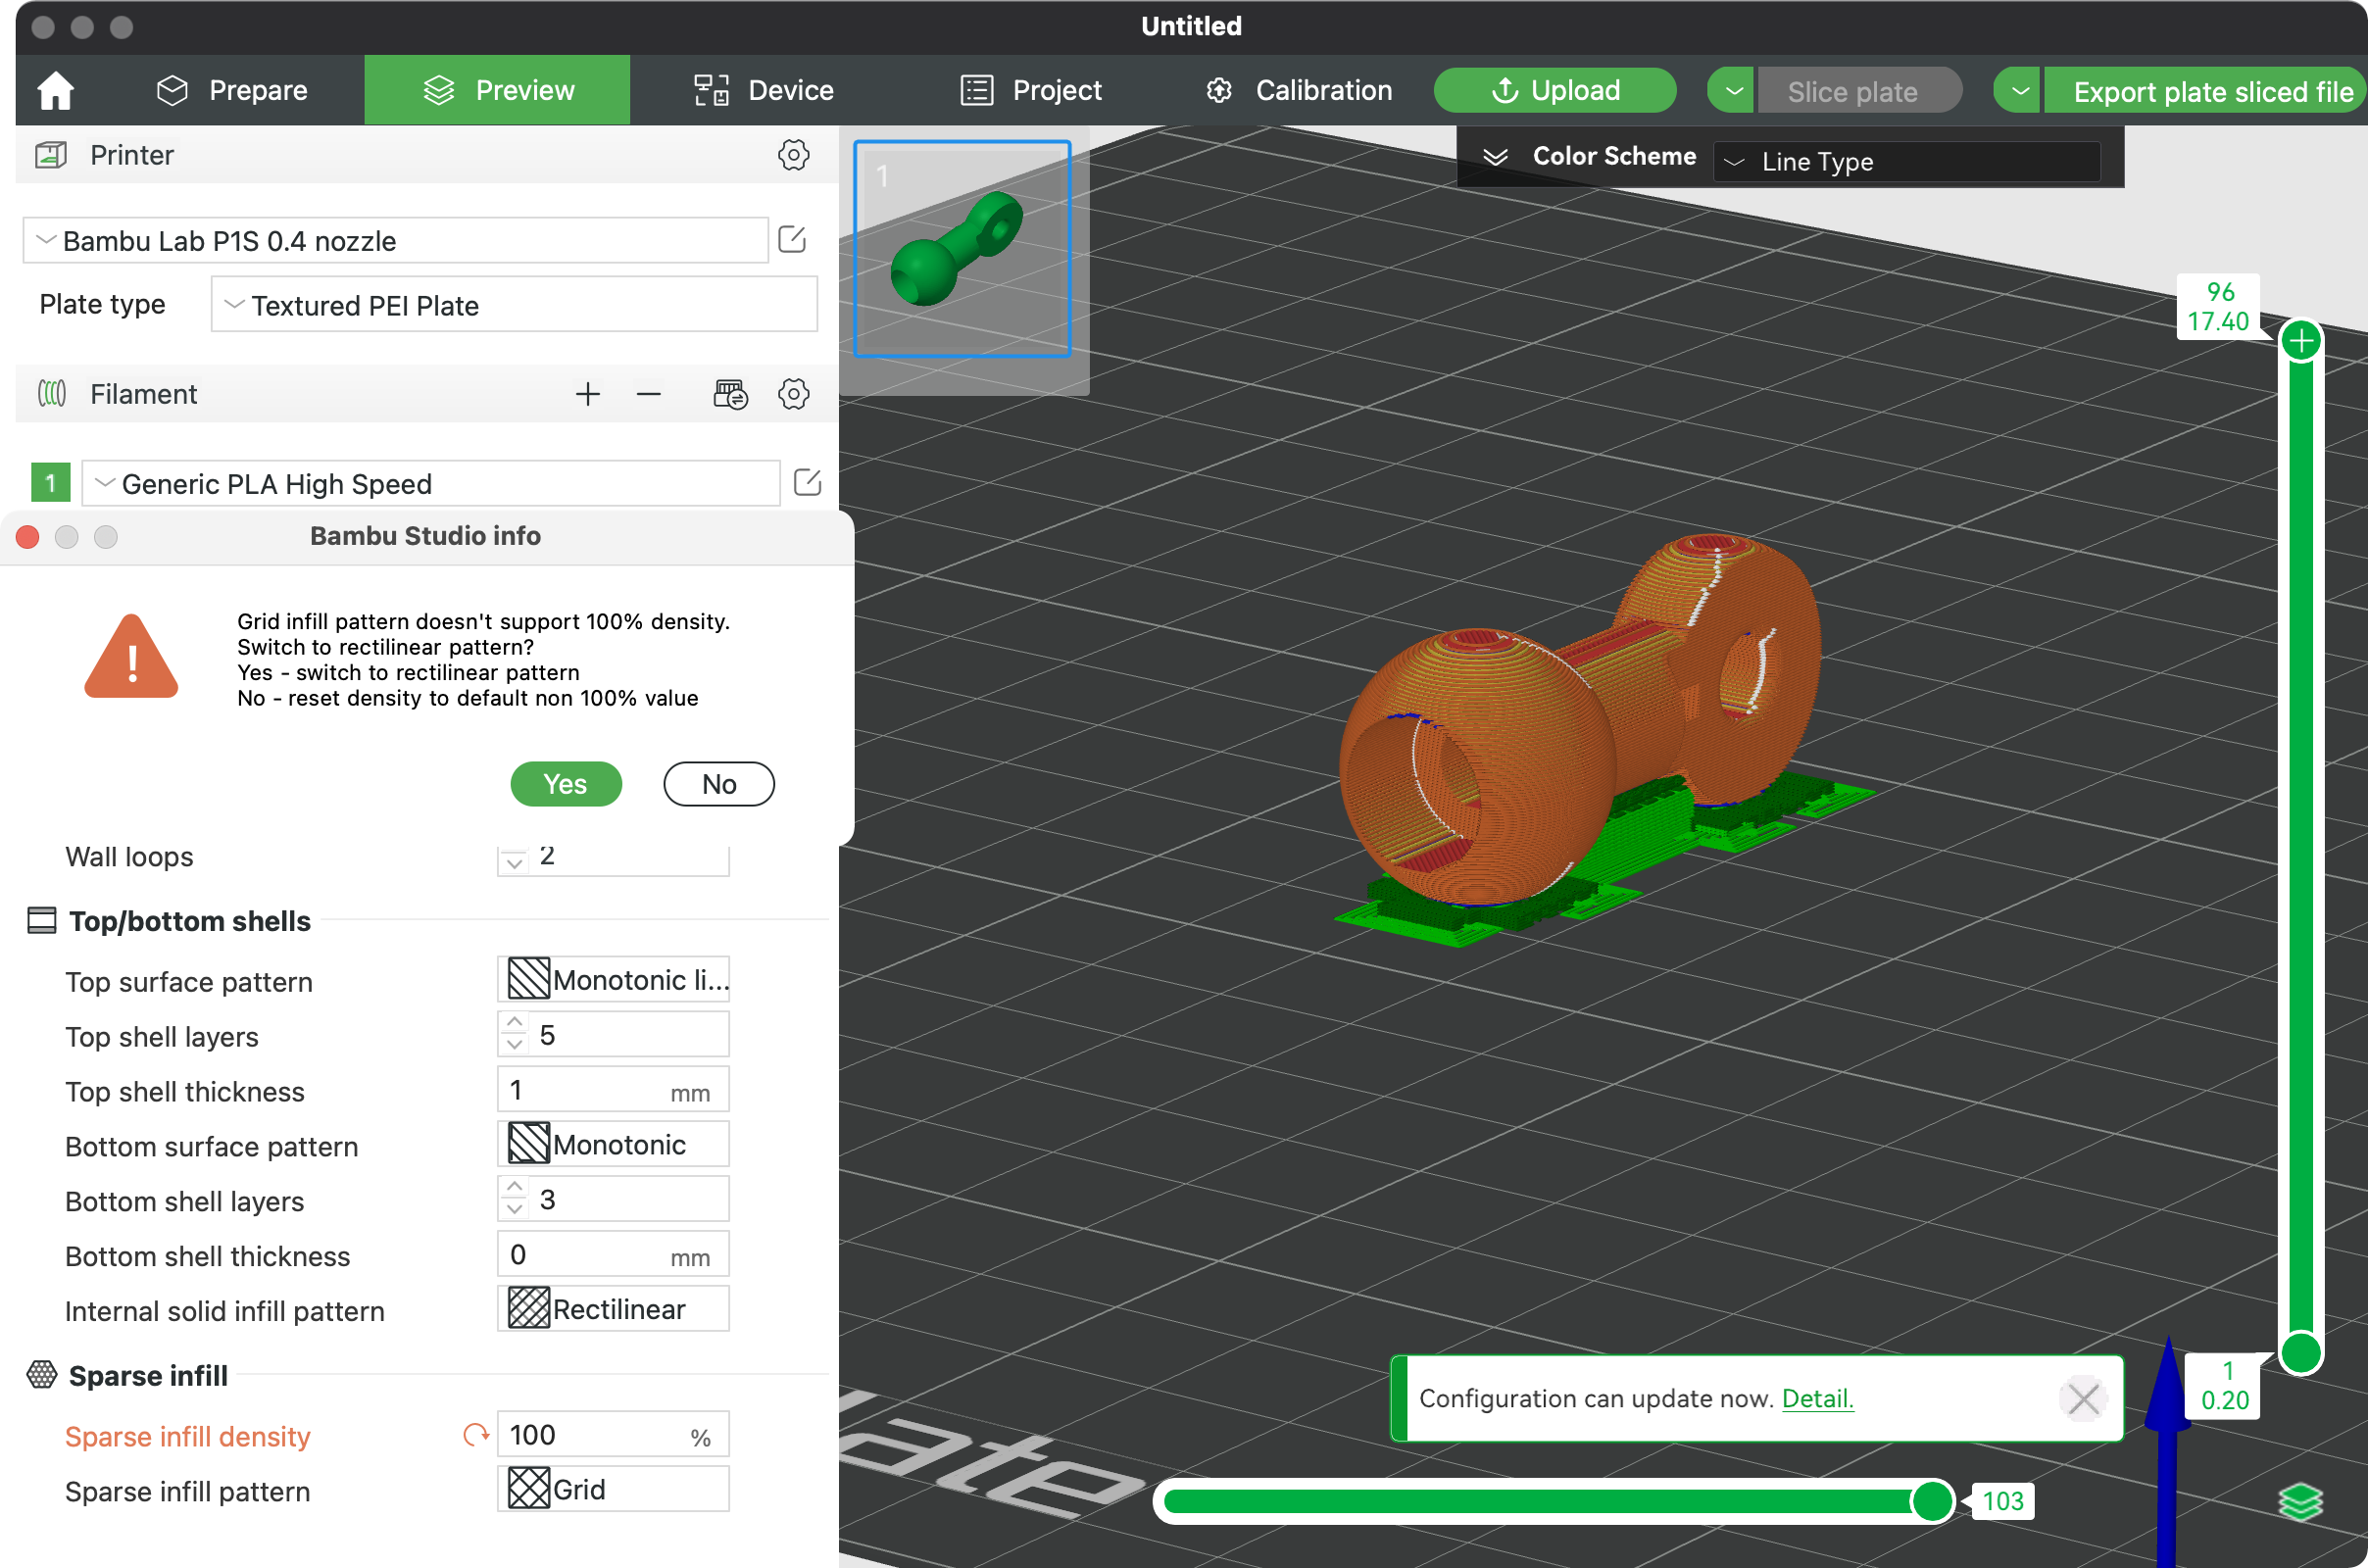 Untitled
Prepare
Preview
Device
Project
Calibration
Upload
Slice plate
Export plate sliced file
Printer
Bambu Lab P1S 0.4 nozzle
Plate type
Textured PEI Plate
Filament
1
Generic PLA High Speed
Bambu Studio info
Grid infill pattern doesn't support 100% density.
Switch to rectilinear pattern?
Yes - switch to rectilinear pattern
No - reset density to default non 100% value
Yes
No
Wall loops
2
Top/bottom shells
Top surface pattern
Monotonic li...
Top shell layers
5
Top shell thickness
1 mm
Bottom surface pattern
Monotonic
Bottom shell layers
3
Bottom shell thickness
0 mm
Internal solid infill pattern
Rectilinear
Sparse infill
Sparse infill density
100 %
Sparse infill pattern
Grid
1
Color Scheme
Line Type
96
17.40
Configuration can update now. Detail.
1
0.20
103
ate